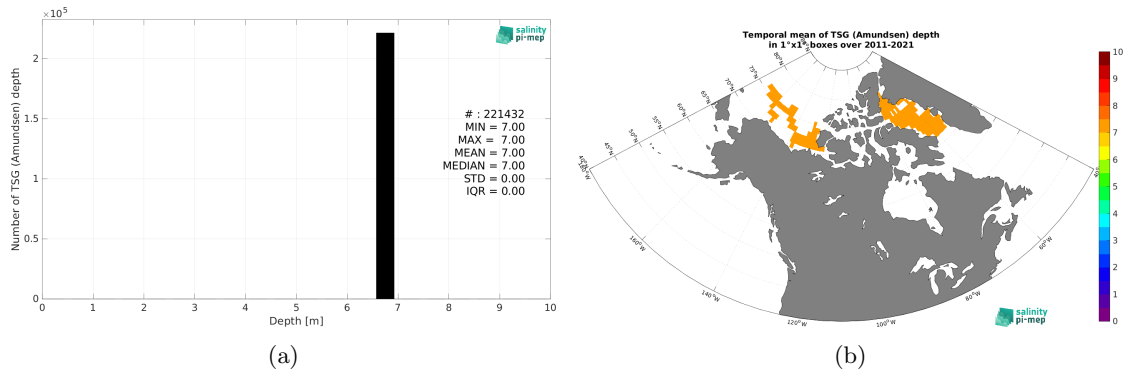 ×10⁵
salinity
pi-mep
Number of TSG (Amundsen) depth
2
1.5
1
0.5
0
# : 221432
MIN = 7.00
MAX = 7.00
MEAN = 7.00
MEDIAN = 7.00
STD = 0.00
IQR = 0.00
0 1 2 3 4 5 6 7 8 9 10
Depth [m]
(a)
Temporal mean of TSG (Amundsen) depth
in 1°x1° boxes over 2011-2021
80°N
75°N
70°N
65°N
60°N
55°N
50°N
45°N
180°W
160°W
140°W
120°W
100°W
80°W
60°W
10
9
8
7
6
5
4
3
2
1
0
salinity
pi-mep
(b)